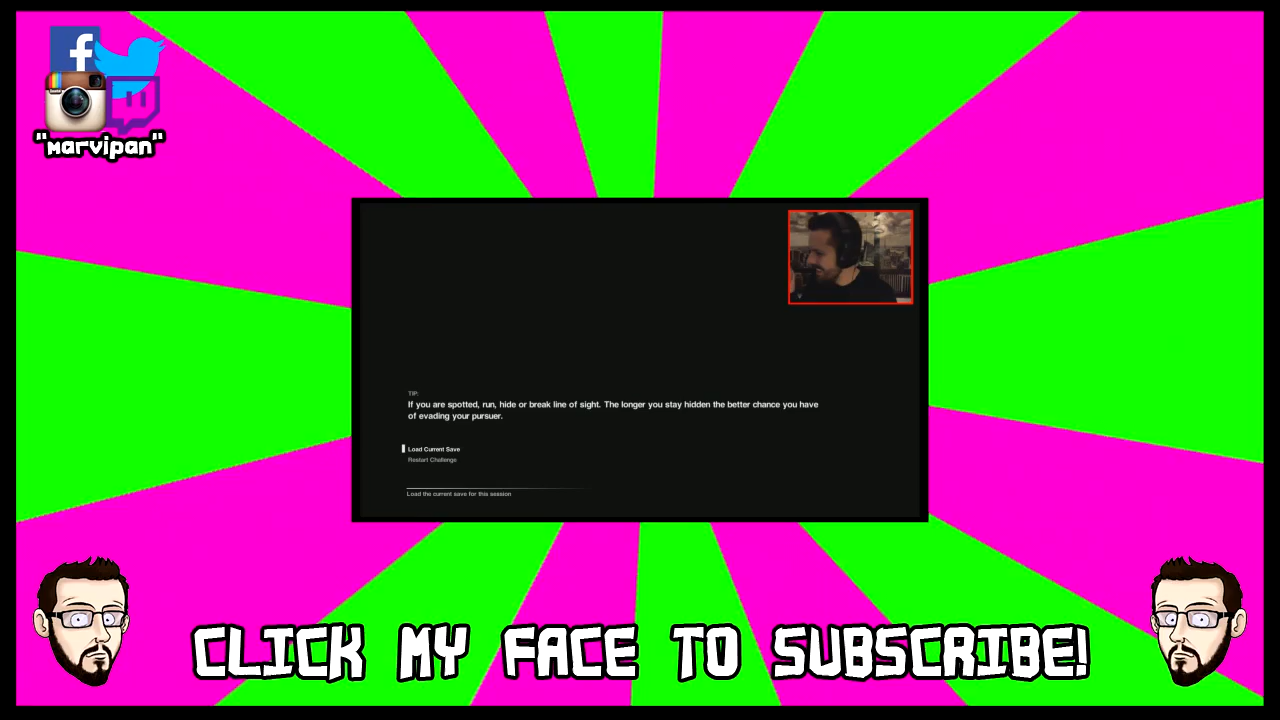 "Marvipan"
TIP:
If you are spotted, run, hide or break line of sight. The longer you stay hidden the better chance you have
of evading your pursuer.
Load Current Save
Restart Challenge
Load the current save for this session
CLICK MY FACE TO SUBSCRIBE!